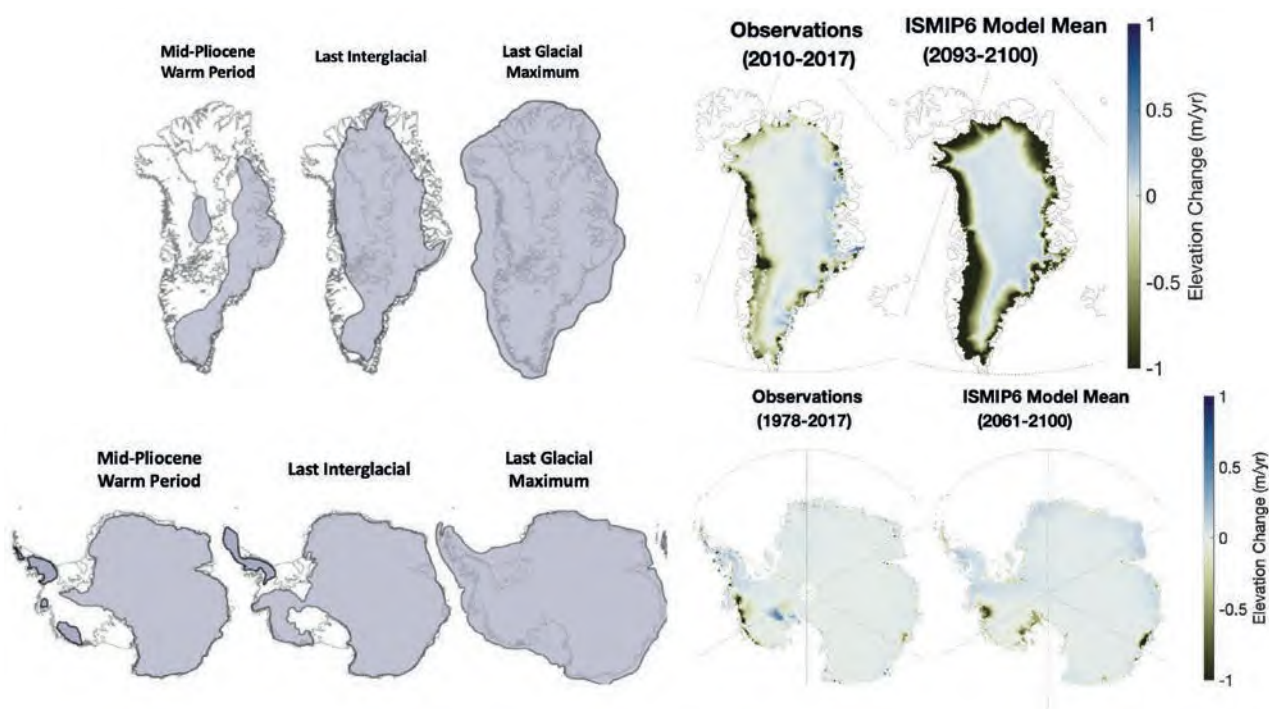 Mid-Pliocene
Warm Period
Last Interglacial
Last Glacial
Maximum
Observations
(2010-2017)
ISMIP6 Model Mean
(2093-2100)
1
0.5
0
-0.5
-1
Elevation Change (m/yr)
Mid-Pliocene
Warm Period
Last Interglacial
Last Glacial
Maximum
Observations
(1978-2017)
ISMIP6 Model Mean
(2061-2100)
1
0.5
0
-0.5
-1
Elevation Change (m/yr)